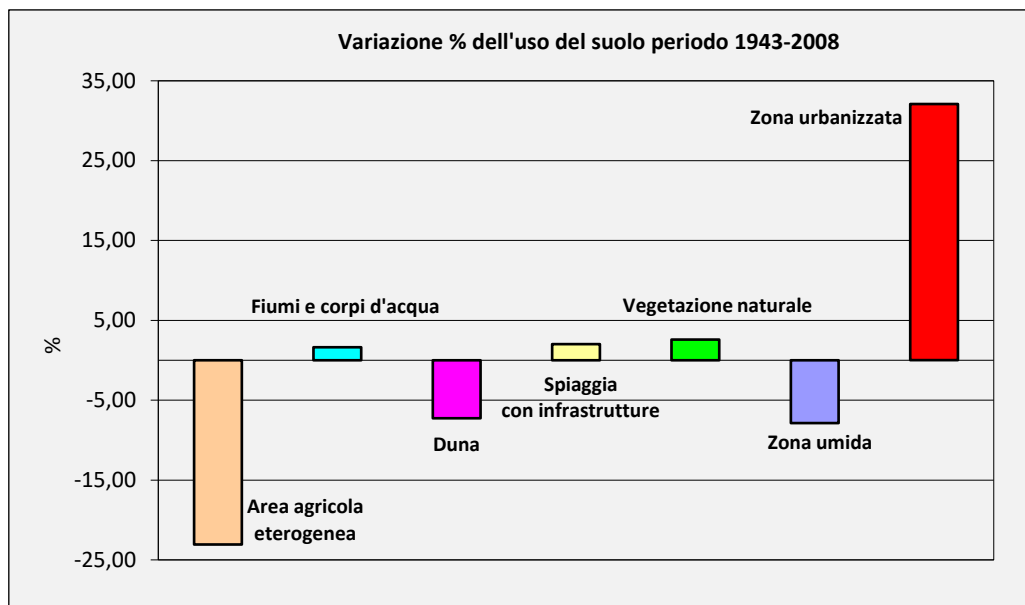 Variazione % dell'uso del suolo periodo 1943-2008
35,00
25,00
15,00
5,00
-5,00
-15,00
-25,00
%
Zona urbanizzata
Fiumi e corpi d'acqua
Vegetazione naturale
Spiaggia
con infrastrutture
Duna
Zona umida
Area agricola
eterogenea